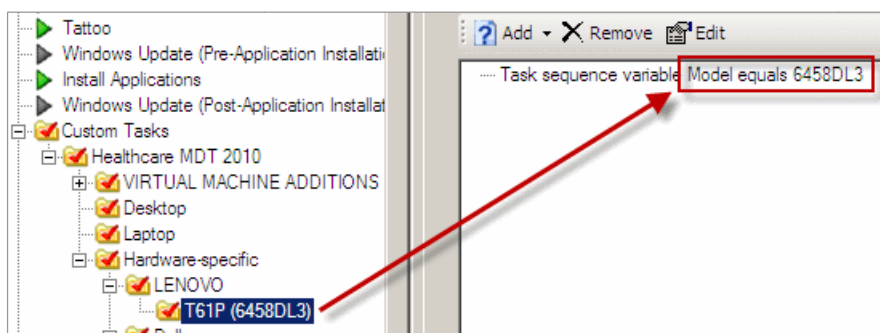 Tattoo
Windows Update (Pre-Application Installati
Install Applications
Windows Update (Post-Application Installat
Custom Tasks
Healthcare MDT 2010
VIRTUAL MACHINE ADDITIONS
Desktop
Laptop
Hardware-specific
LENOVO
T61P (6458DL3)
Add Remove Edit
Task sequence variable Model equals 6458DL3